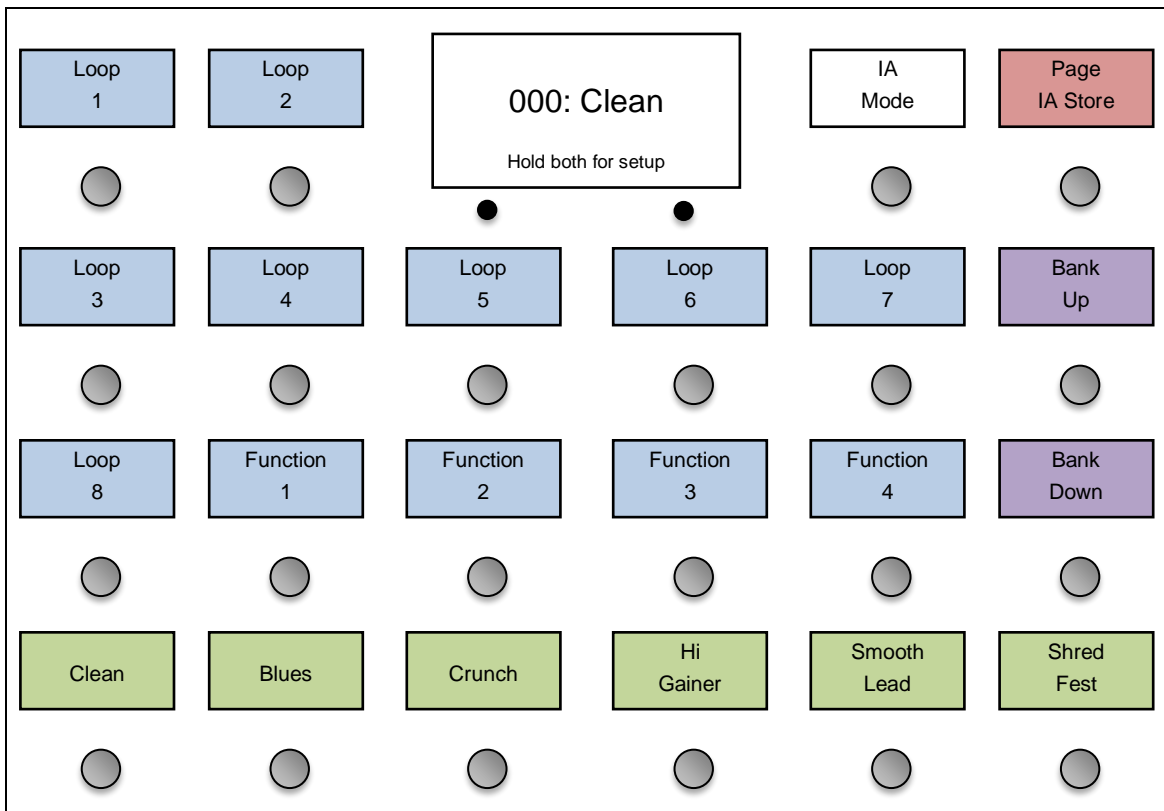 Loop
1
Loop
2
000: Clean
Hold both for setup
IA
Mode
Page
IA Store
Loop
3
Loop
4
Loop
5
Loop
6
Loop
7
Bank
Up
Loop
8
Function
1
Function
2
Function
3
Function
4
Bank
Down
Clean
Blues
Crunch
Hi
Gainer
Smooth
Lead
Shred
Fest